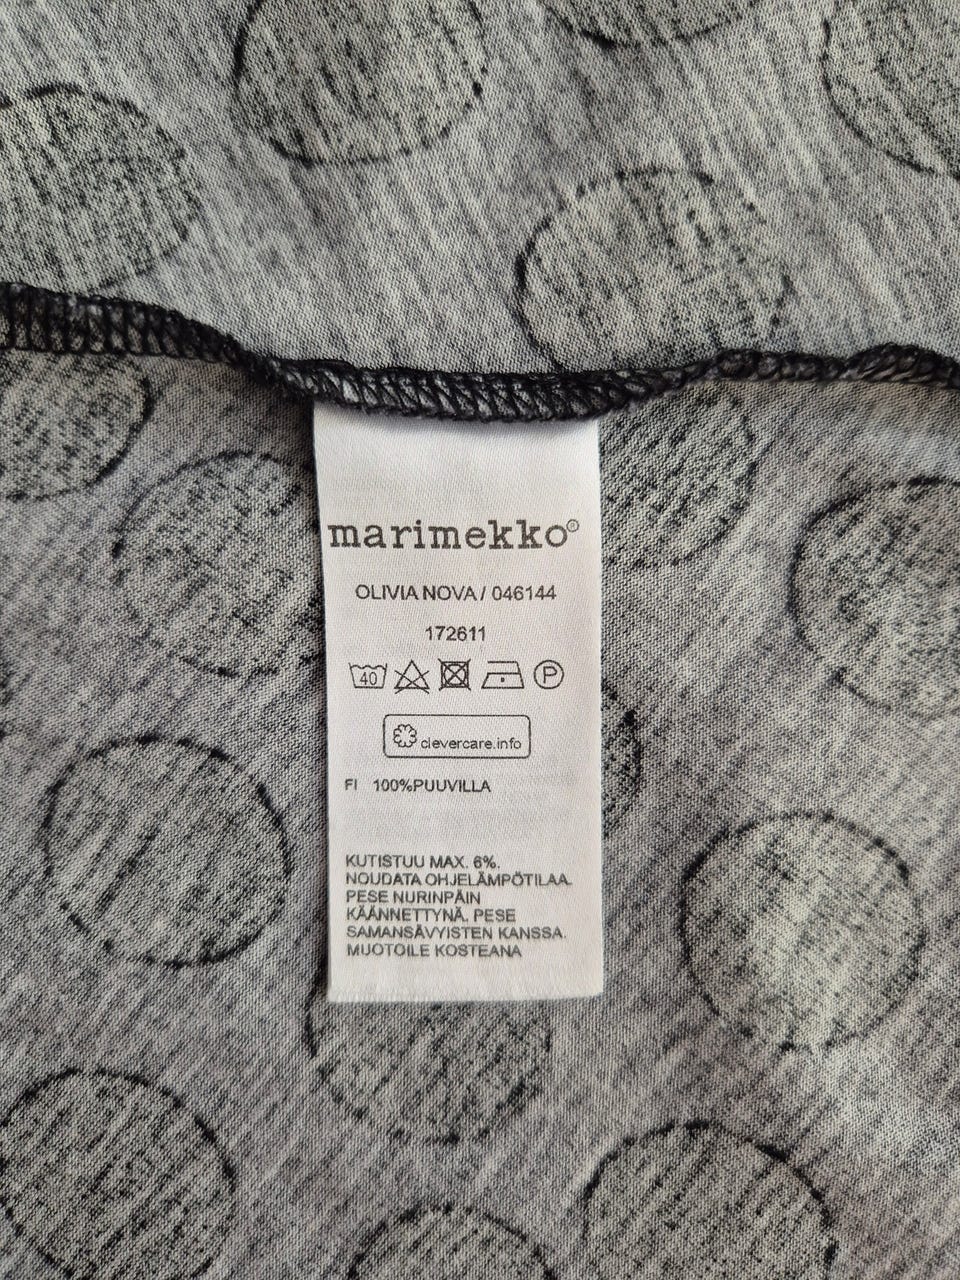 marimekko®
OLIVIA NOVA / 046144
172611
40 P
clevercare.info
FI 100%PUUVILLA
KUTISTUU MAX. 6%.
NOUDATA OHJELÄMPÖTILAA.
PESE NURINPÄIN
KÄÄNNETTYNÄ. PESE
SAMANSÄVYISTEN KANSSA.
MUOTOILE KOSTEANA